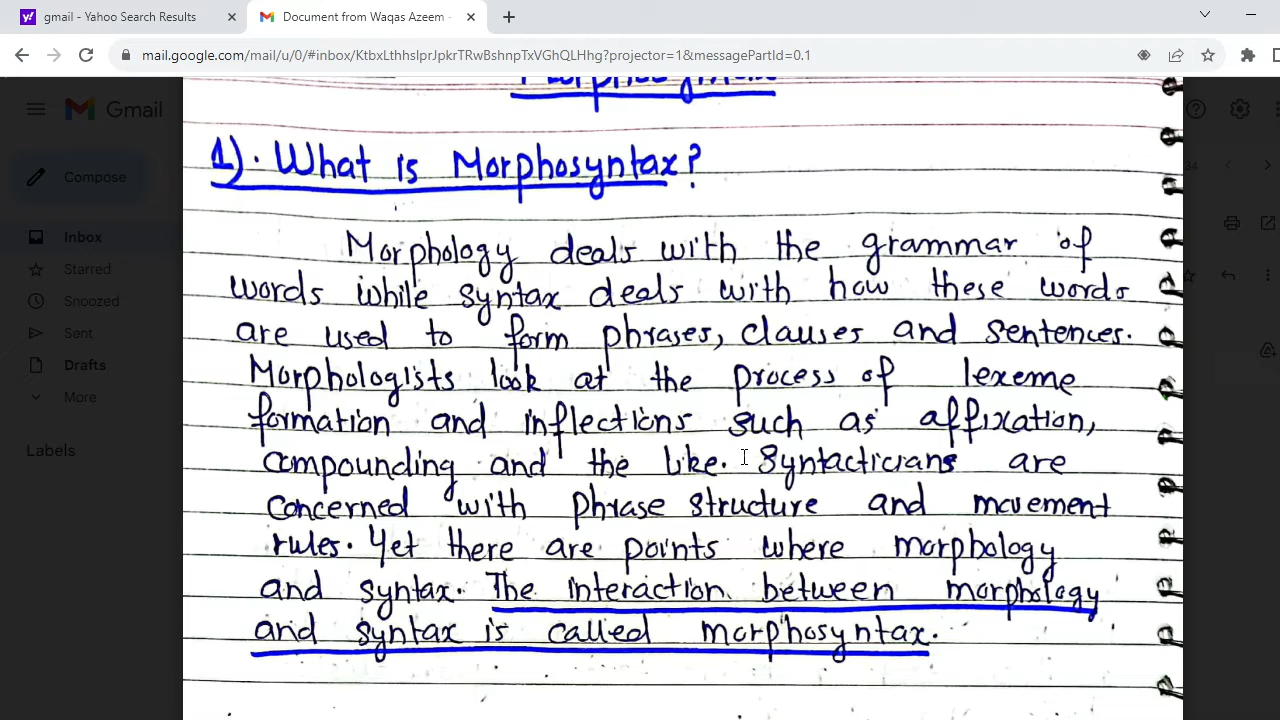 gmail - Yahoo Search Results
Document from Waqas Azeem -
mail.google.com/mail/u/0/#inbox/KtbxLthhslprJpkrTRwBshnpTxVGhQLHhg?projector=1&messagePartId=0.1
Gmail
Compose
Inbox
Starred
Snoozed
Sent
Drafts
More
Labels
34
1). What is Morphosyntax?
Morphology deals with the grammar of
words while syntax deals with how these words
are used to form phrases, clauses and sentences.
Morphologists look at the process of lexeme
formation and inflections such as affixation,
compounding and the like. Syntacticians are
concerned with phrase structure and movement
rules. Yet there are points where morphology
and syntax. The interaction between morphology
and syntax is called morphosyntax.